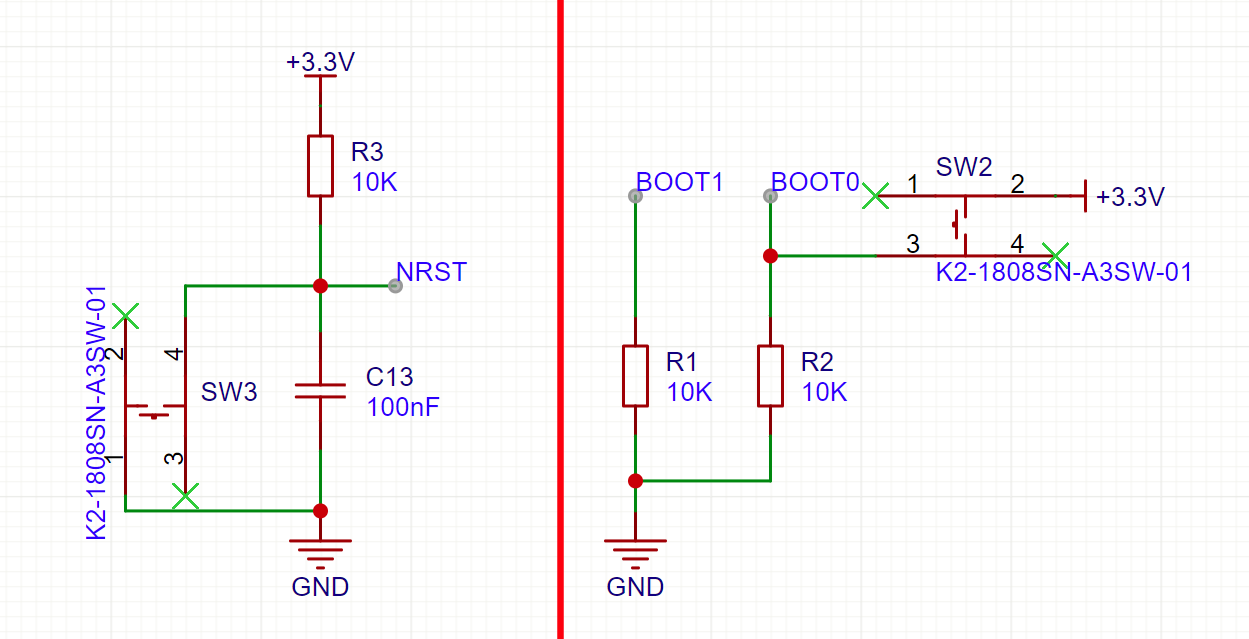 +3.3V
R3
10K
NRST
K2-1808SN-A3SW-01
2
4
SW3
1
3
C13
100nF
GND
BOOT1
BOOT0
SW2
1
2
+3.3V
3
4
K2-1808SN-A3SW-01
R1
10K
R2
10K
GND